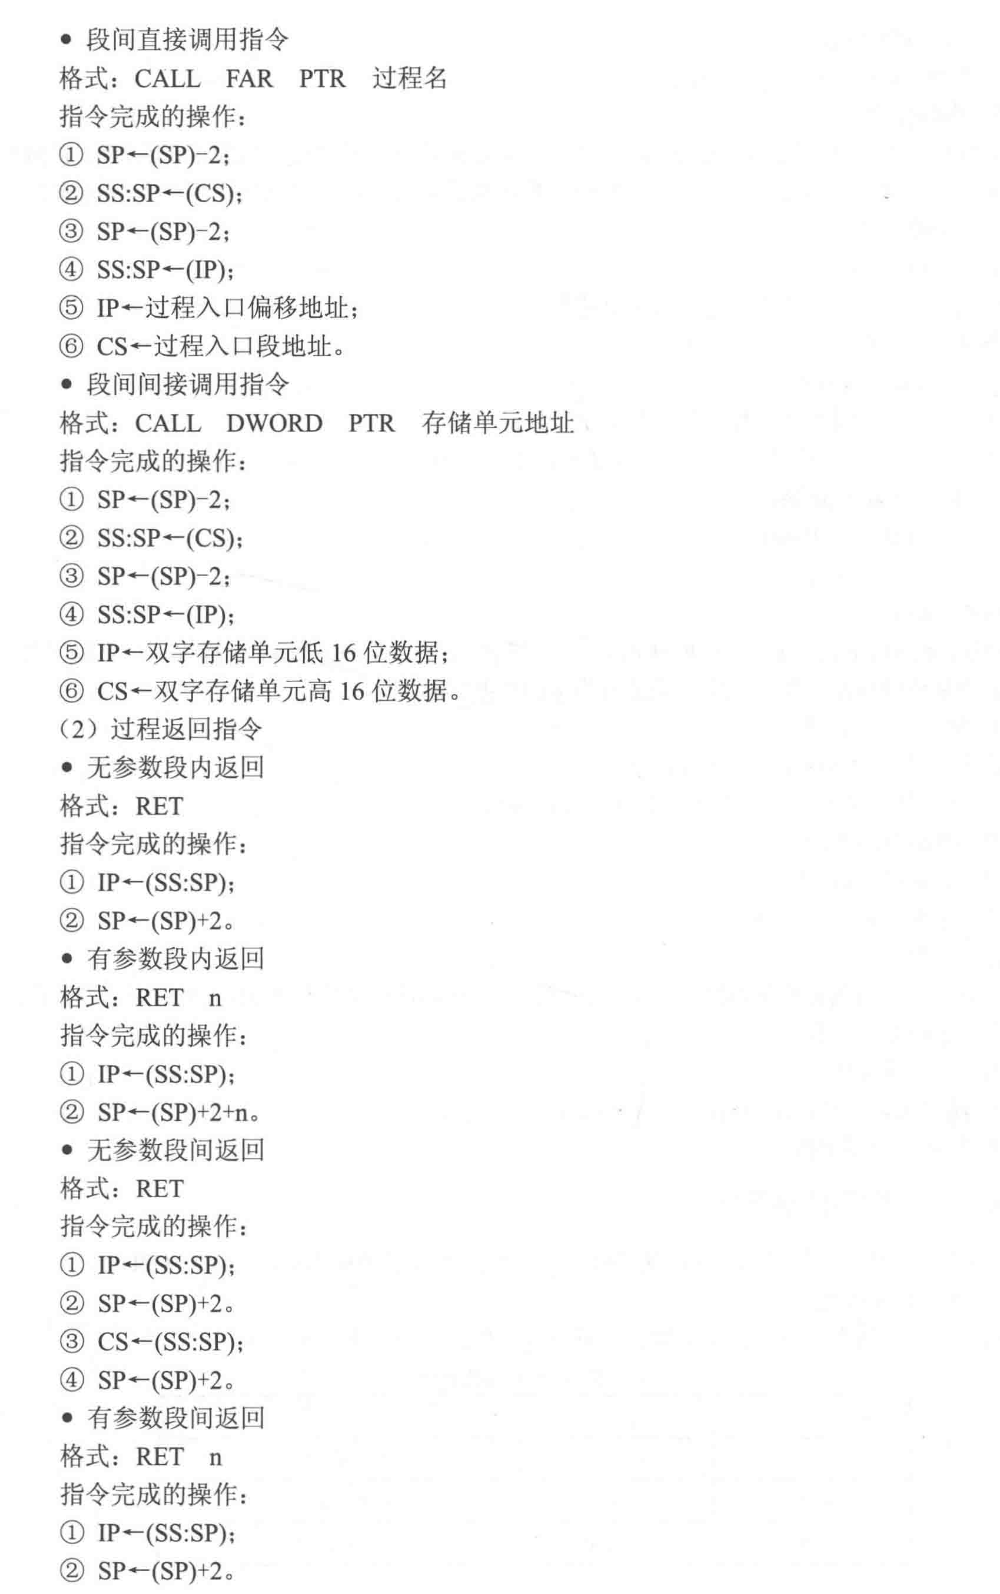 ● 段间直接调用指令
格式：CALL FAR PTR 过程名
指令完成的操作：
① SP←(SP)-2；
② SS:SP←(CS)；
③ SP←(SP)-2；
④ SS:SP←(IP)；
⑤ IP←过程入口偏移地址；
⑥ CS←过程入口段地址。
● 段间间接调用指令
格式：CALL DWORD PTR 存储单元地址
指令完成的操作：
① SP←(SP)-2；
② SS:SP←(CS)；
③ SP←(SP)-2；
④ SS:SP←(IP)；
⑤ IP←双字存储单元低 16 位数据；
⑥ CS←双字存储单元高 16 位数据。
（2）过程返回指令
● 无参数段内返回
格式：RET
指令完成的操作：
① IP←(SS:SP)；
② SP←(SP)+2。
● 有参数段内返回
格式：RET n
指令完成的操作：
① IP←(SS:SP)；
② SP←(SP)+2+n。
● 无参数段间返回
格式：RET
指令完成的操作：
① IP←(SS:SP)；
② SP←(SP)+2。
③ CS←(SS:SP)；
④ SP←(SP)+2。
● 有参数段间返回
格式：RET n
指令完成的操作：
① IP←(SS:SP)；
② SP←(SP)+2。